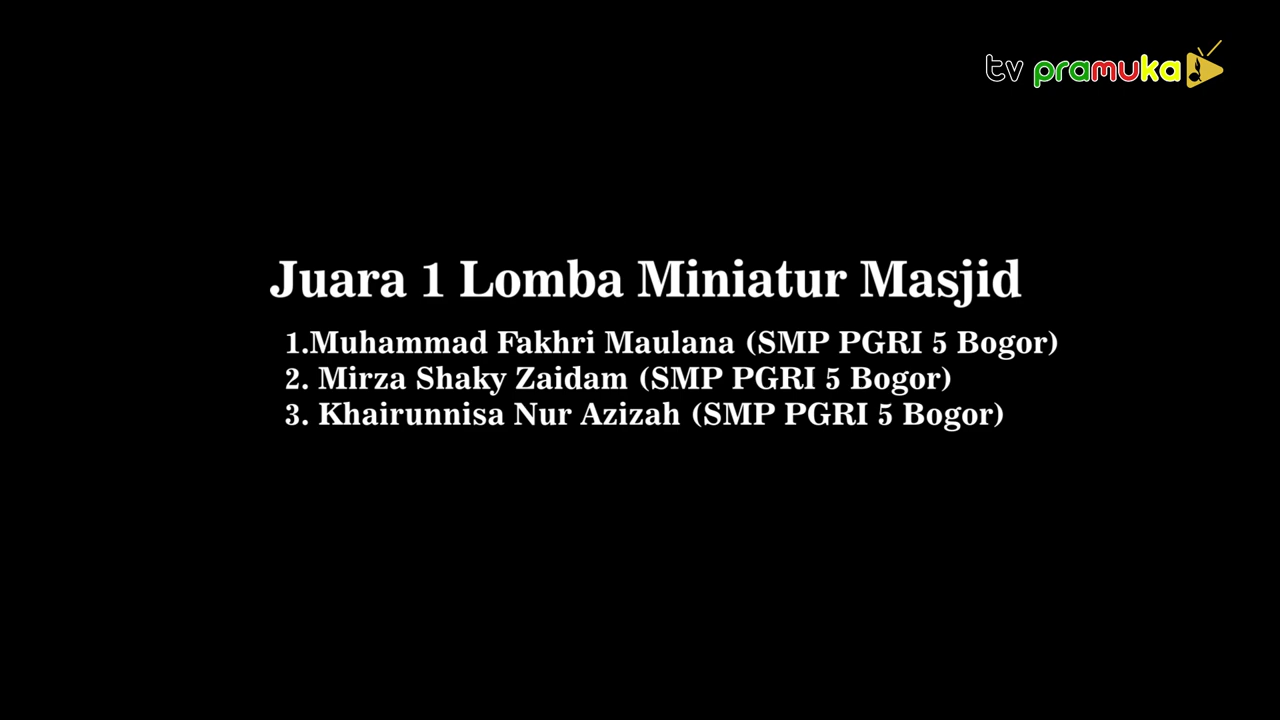 tv pramuka
Juara 1 Lomba Miniatur Masjid
1.Muhammad Fakhri Maulana (SMP PGRI 5 Bogor)
2. Mirza Shaky Zaidam (SMP PGRI 5 Bogor)
3. Khairunnisa Nur Azizah (SMP PGRI 5 Bogor)